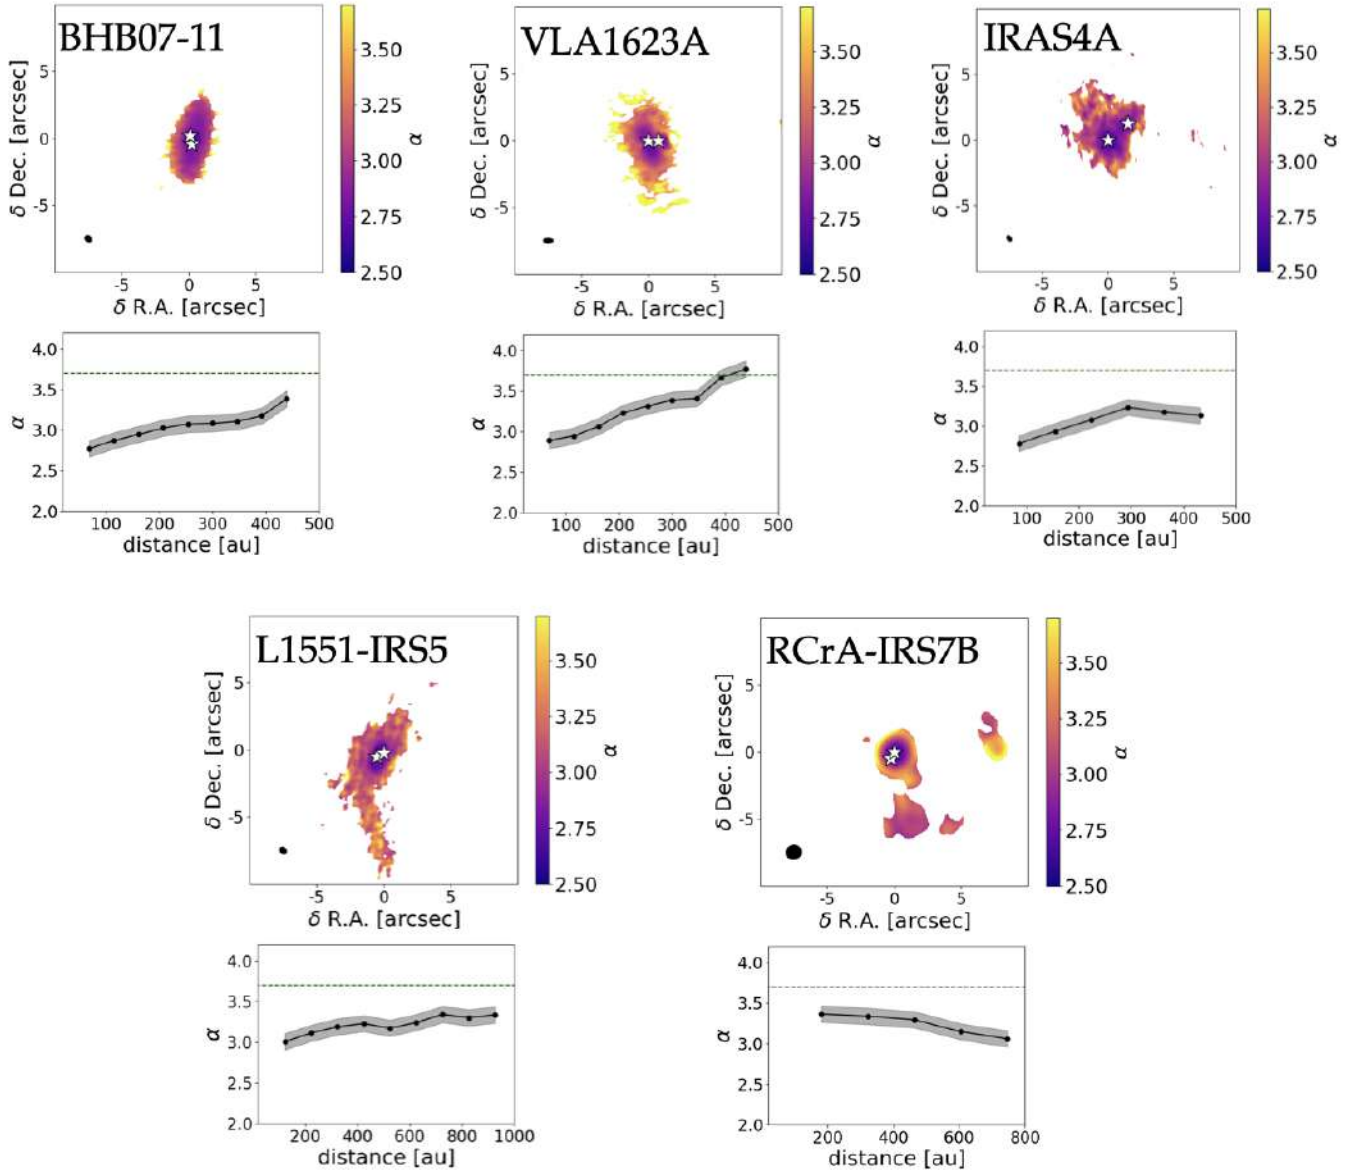 BHB07-11
5
0
-5
δ Dec. [arcsec]
-5 0 5
δ R.A. [arcsec]
3.50
3.25
3.00
2.75
2.50
α
VLA1623A
5
0
-5
δ Dec. [arcsec]
-5 0 5
δ R.A. [arcsec]
3.50
3.25
3.00
2.75
2.50
α
IRAS4A
5
0
-5
δ Dec. [arcsec]
-5 0 5
δ R.A. [arcsec]
3.50
3.25
3.00
2.75
2.50
α
4.0
3.5
3.0
2.5
2.0
α
100 200 300 400 500
distance [au]
4.0
3.5
3.0
2.5
2.0
α
100 200 300 400 500
distance [au]
4.0
3.5
3.0
2.5
2.0
α
100 200 300 400 500
distance [au]
L1551-IRS5
5
0
-5
δ Dec. [arcsec]
-5 0 5
δ R.A. [arcsec]
3.50
3.25
3.00
2.75
2.50
α
RCrA-IRS7B
5
0
-5
δ Dec. [arcsec]
-5 0 5
δ R.A. [arcsec]
3.50
3.25
3.00
2.75
2.50
α
4.0
3.5
3.0
2.5
2.0
α
200 400 600 800 1000
distance [au]
4.0
3.5
3.0
2.5
2.0
α
200 400 600 800
distance [au]